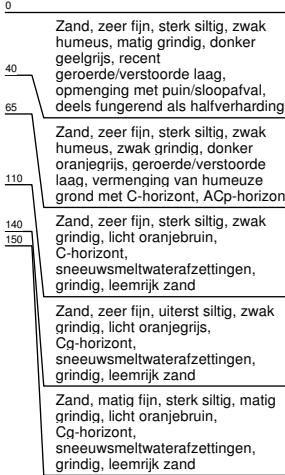 0
Zand, zeer fijn, sterk siltig, zwak
humeus, matig grindig, donker
geelgrijs, recent
geroerde/verstoorde laag,
opmenging met puin/sloopafval,
deels fungerend als halfverharding
40
Zand, zeer fijn, sterk siltig, zwak
humeus, zwak grindig, donker
oranjegrijs, geroerde/verstoorde
laag, vermenging van humeuze
grond met C-horizont, ACp-horizon
65
Zand, zeer fijn, sterk siltig, zwak
grindig, licht oranjebruin,
C-horizont,
sneeuwsmeltwaterafzettingen,
grindig, leemrijk zand
110
Zand, zeer fijn, uiterst siltig, zwak
grindig, licht oranjegrijs,
Cg-horizont,
sneeuwsmeltwaterafzettingen,
grindig, leemrijk zand
140
Zand, matig fijn, sterk siltig, matig
grindig, licht oranjebruin,
Cg-horizont,
sneeuwsmeltwaterafzettingen,
grindig, leemrijk zand
150